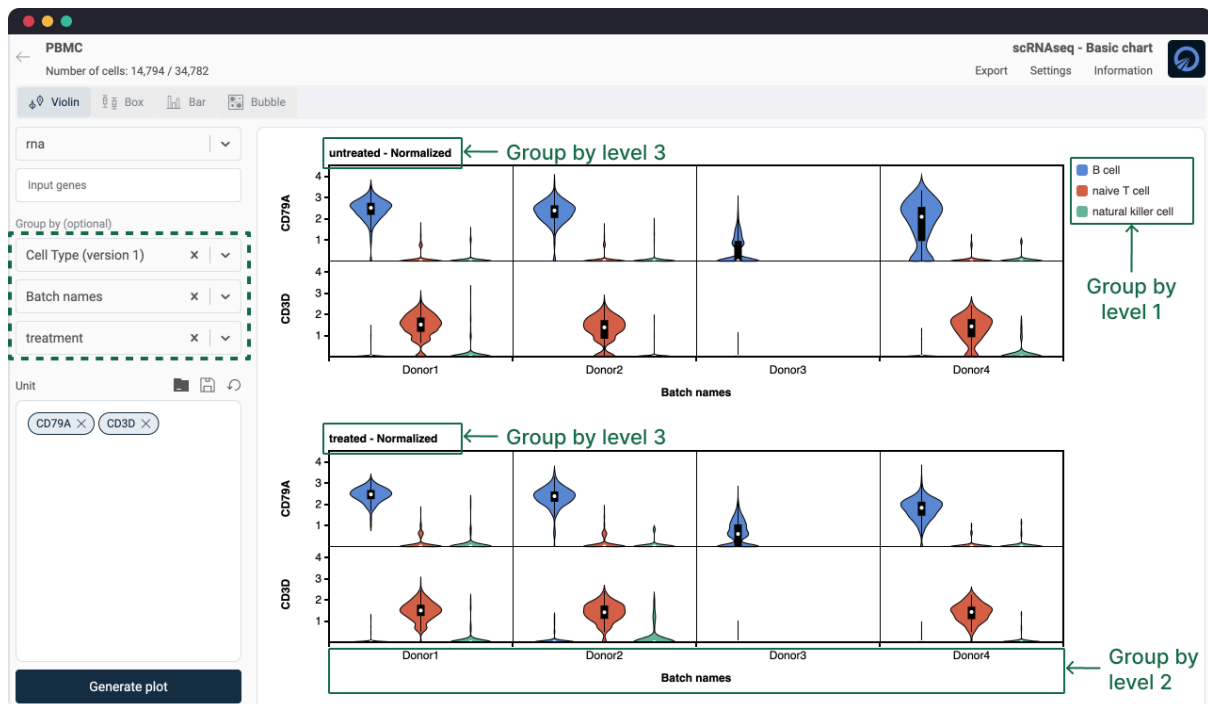 PBMC
Number of cells: 14,794 / 34,782
scRNAseq - Basic chart
Export Settings Information
Violin Box Bar Bubble
rna
Input genes
Group by (optional)
Cell Type (version 1)
Batch names
treatment
Unit
CD79A CD3D
Generate plot
untreated - Normalized
Group by level 3
CD79A
4
3
2
1
CD3D
4
3
2
1
Donor1 Donor2 Donor3 Donor4
Batch names
B cell
naive T cell
natural killer cell
Group by
level 1
treated - Normalized
Group by level 3
CD79A
4
3
2
1
CD3D
4
3
2
1
Donor1 Donor2 Donor3 Donor4
Batch names
Group by
level 2